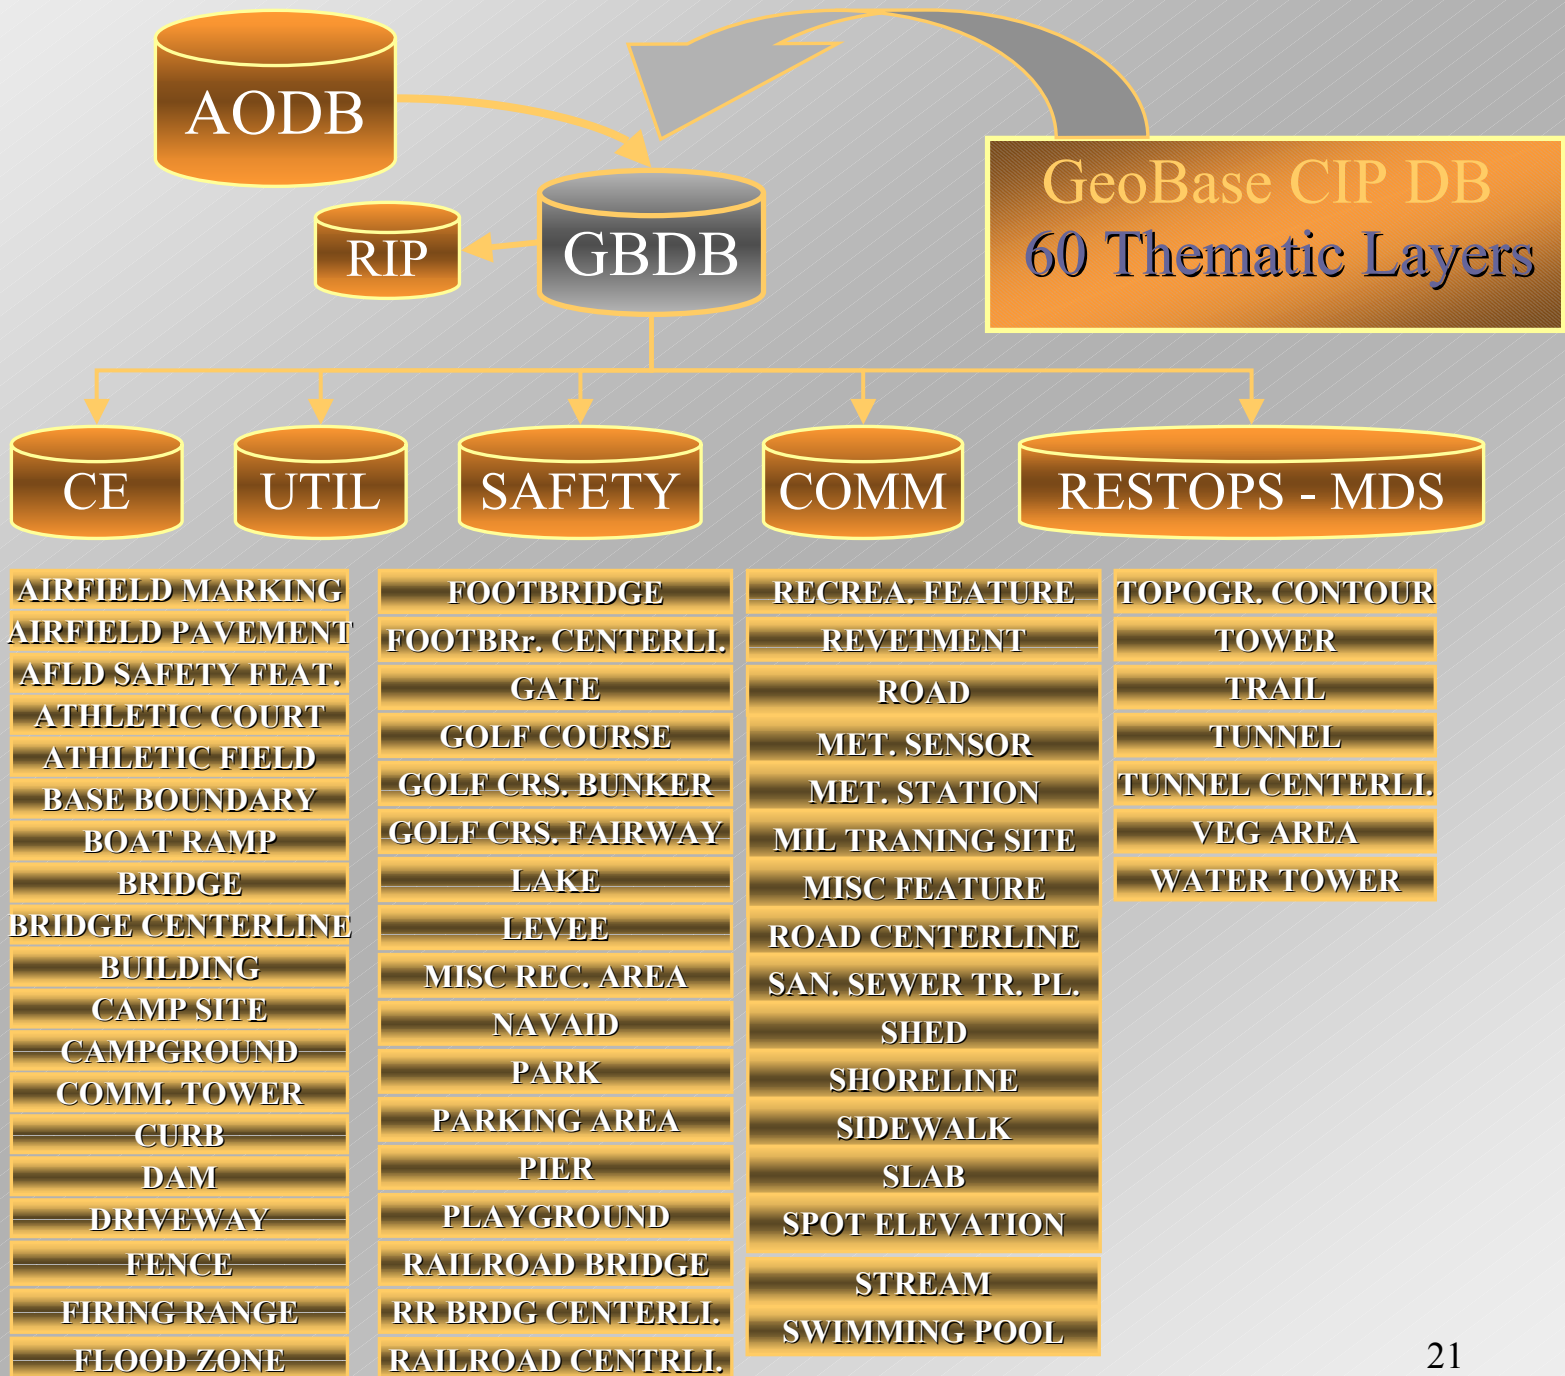 AODB
GeoBase CIP DB
60 Thematic Layers
RIP
GBDB
CE
UTIL
SAFETY
COMM
RESTOPS - MDS
AIRFIELD MARKING
AIRFIELD PAVEMENT
AFLD SAFETY FEAT.
ATHLETIC COURT
ATHLETIC FIELD
BASE BOUNDARY
BOAT RAMP
BRIDGE
BRIDGE CENTERLINE
BUILDING
CAMP SITE
CAMPGROUND
COMM. TOWER
CURB
DAM
DRIVEWAY
FENCE
FIRING RANGE
FLOOD ZONE
FOOTBRIDGE
FOOTBRr. CENTERLI.
GATE
GOLF COURSE
GOLF CRS. BUNKER
GOLF CRS. FAIRWAY
LAKE
LEVEE
MISC REC. AREA
NAVAID
PARK
PARKING AREA
PIER
PLAYGROUND
RAILROAD BRIDGE
RR BRDG CENTERLI.
RAILROAD CENTRLI.
RECREA. FEATURE
REVETMENT
ROAD
MET. SENSOR
MET. STATION
MIL TRANING SITE
MISC FEATURE
ROAD CENTERLINE
SAN. SEWER TR. PL.
SHED
SHORELINE
SIDEWALK
SLAB
SPOT ELEVATION
STREAM
SWIMMING POOL
TOPOGR. CONTOUR
TOWER
TRAIL
TUNNEL
TUNNEL CENTERLI.
VEG AREA
WATER TOWER
21